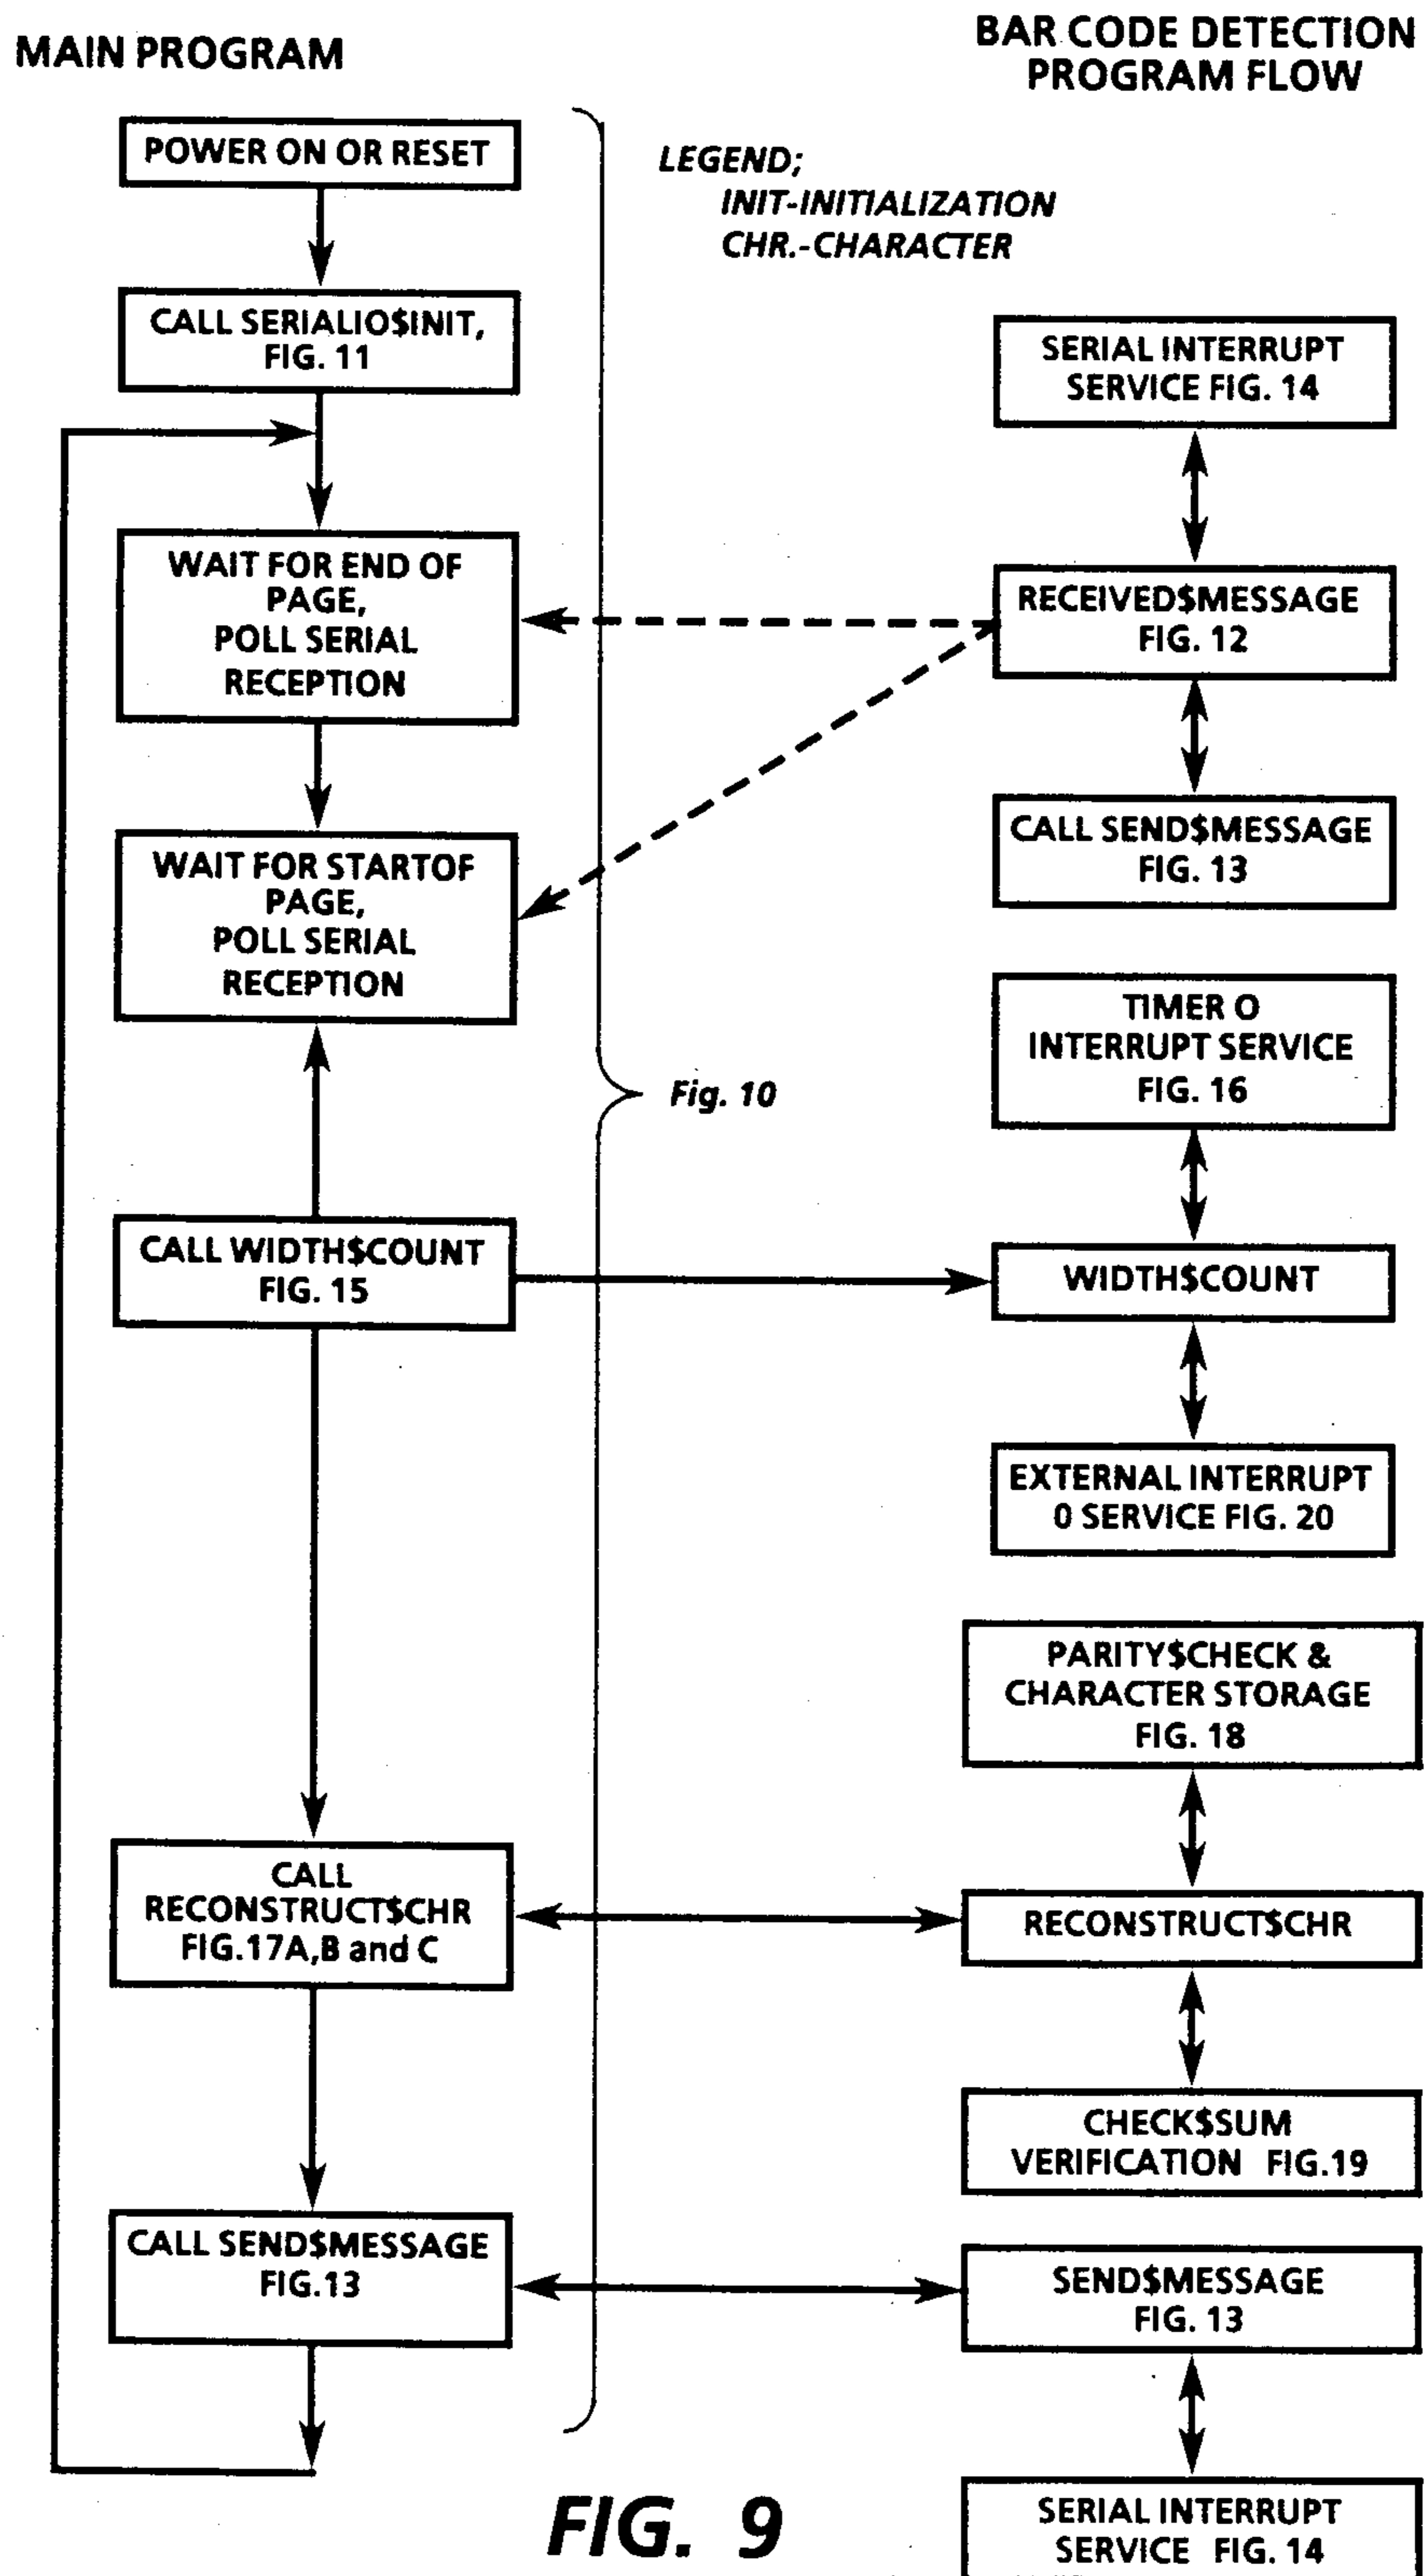 MAIN PROGRAM
POWER ON OR RESET
CALL SERIALIO$INIT,
FIG. 11
WAIT FOR END OF
PAGE,
POLL SERIAL
RECEPTION
WAIT FOR STARTOF
PAGE,
POLL SERIAL
RECEPTION
CALL WIDTH$COUNT
FIG. 15
CALL
RECONSTRUCT$CHR
FIG.17A,B and C
CALL SEND$MESSAGE
FIG.13
LEGEND;
INIT-INITIALIZATION
CHR.-CHARACTER
Fig. 10
BAR CODE DETECTION
PROGRAM FLOW
SERIAL INTERRUPT
SERVICE FIG. 14
RECEIVED$MESSAGE
FIG. 12
CALL SEND$MESSAGE
FIG. 13
TIMER O
INTERRUPT SERVICE
FIG. 16
WIDTH$COUNT
EXTERNAL INTERRUPT
0 SERVICE FIG. 20
PARITY$CHECK &
CHARACTER STORAGE
FIG. 18
RECONSTRUCT$CHR
CHECK$SUM
VERIFICATION FIG.19
SEND$MESSAGE
FIG. 13
SERIAL INTERRUPT
SERVICE FIG. 14
FIG. 9